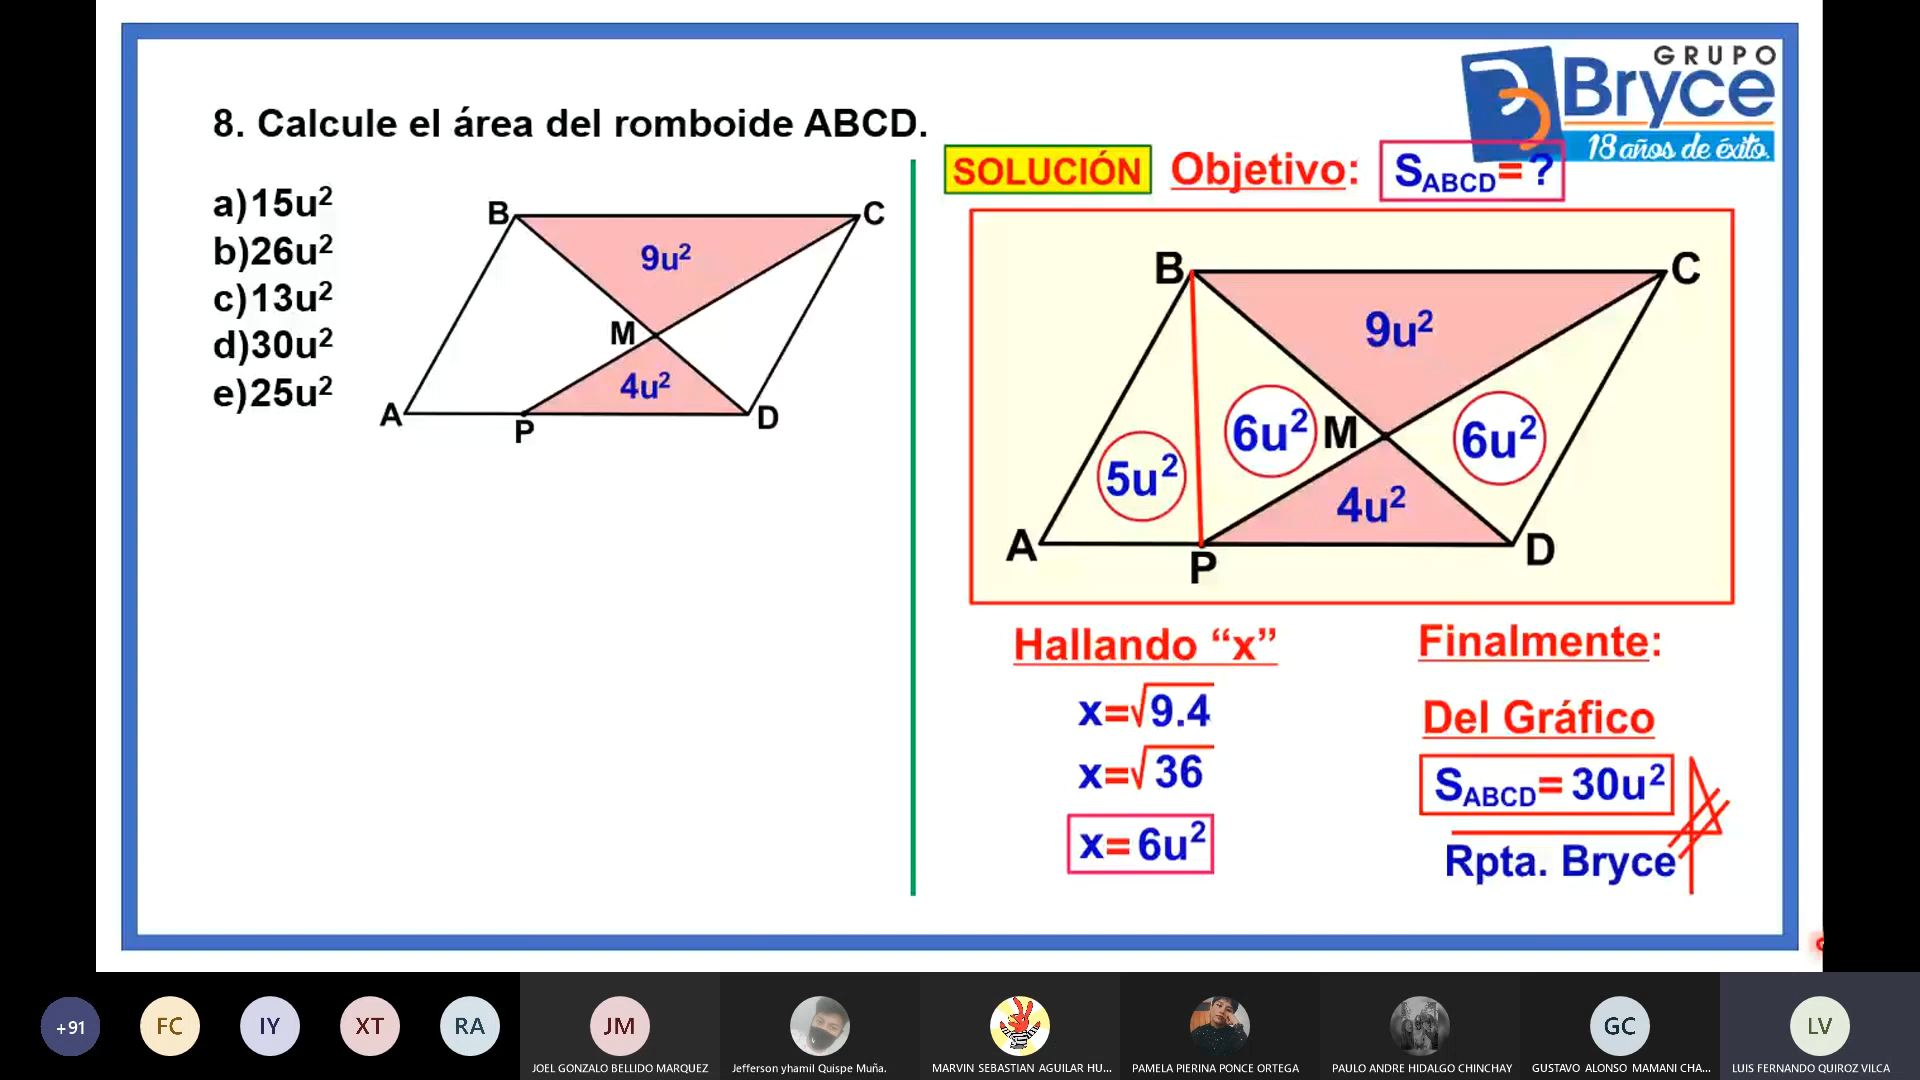 GRUPO
Bryce
18 años de éxito.
8. Calcule el área del romboide ABCD.
a)15u²
b)26u²
c)13u²
d)30u²
e)25u²
B
C
9u²
M
4u²
A
P
D
SOLUCIÓN Objetivo: S_ABCD= ?
B
C
9u²
6u² M 6u²
5u²
4u²
A
P
D
Hallando “x”
x=√9.4
x=√36
x= 6u²
Finalmente:
Del Gráfico
S_ABCD= 30u²
Rpta. Bryce
+91
FC
IY
XT
RA
JM
GC
LV
JOEL GONZALO BELLIDO MARQUEZ
Jefferson yhamil Quispe Muña.
MARVIN SEBASTIAN AGUILAR HU...
PAMELA PIERINA PONCE ORTEGA
PAULO ANDRE HIDALGO CHINCHAY
GUSTAVO ALONSO MAMANI CHA...
LUIS FERNANDO QUIROZ VILCA